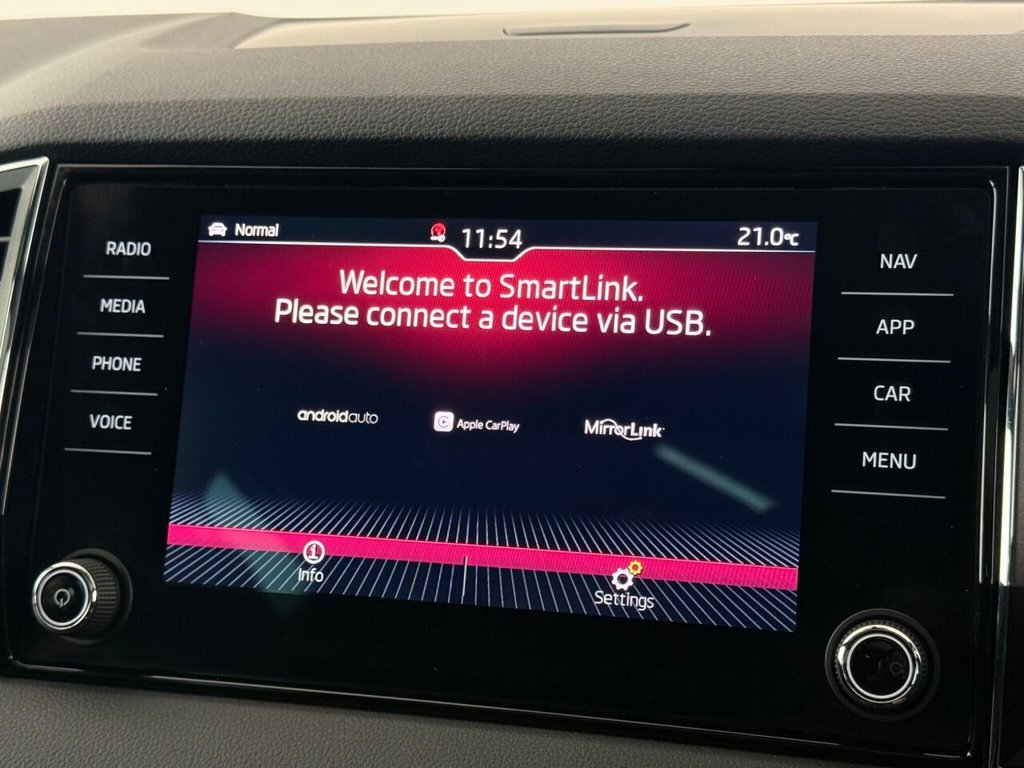 Normal
11:54
21.0°C
RADIO
MEDIA
PHONE
VOICE
Welcome to SmartLink.
Please connect a device via USB.
androidauto
Apple CarPlay
MirrorLink
Info
Settings
NAV
APP
CAR
MENU